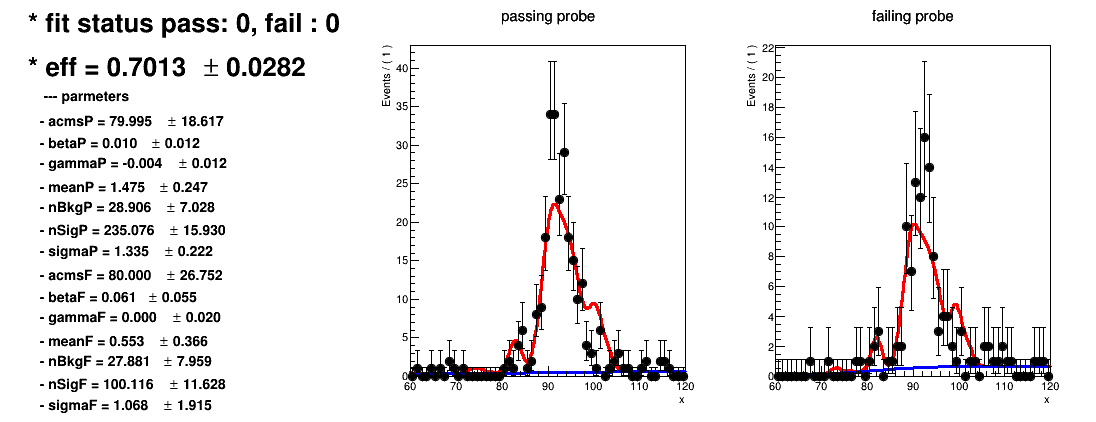 * fit status pass: 0, fail : 0
* eff = 0.7013 ± 0.0282
--- parmeters
- acmsP = 79.995 ± 18.617
- betaP = 0.010 ± 0.012
- gammaP = -0.004 ± 0.012
- meanP = 1.475 ± 0.247
- nBkgP = 28.906 ± 7.028
- nSigP = 235.076 ± 15.930
- sigmaP = 1.335 ± 0.222
- acmsF = 80.000 ± 26.752
- betaF = 0.061 ± 0.055
- gammaF = 0.000 ± 0.020
- meanF = 0.553 ± 0.366
- nBkgF = 27.881 ± 7.959
- nSigF = 100.116 ± 11.628
- sigmaF = 1.068 ± 1.915
passing probe
Events / ( 1 )
40
35
30
25
20
15
10
5
0
60 70 80 90 100 110 120
x
failing probe
Events / ( 1 )
22
20
18
16
14
12
10
8
6
4
2
0
60 70 80 90 100 110 120
x